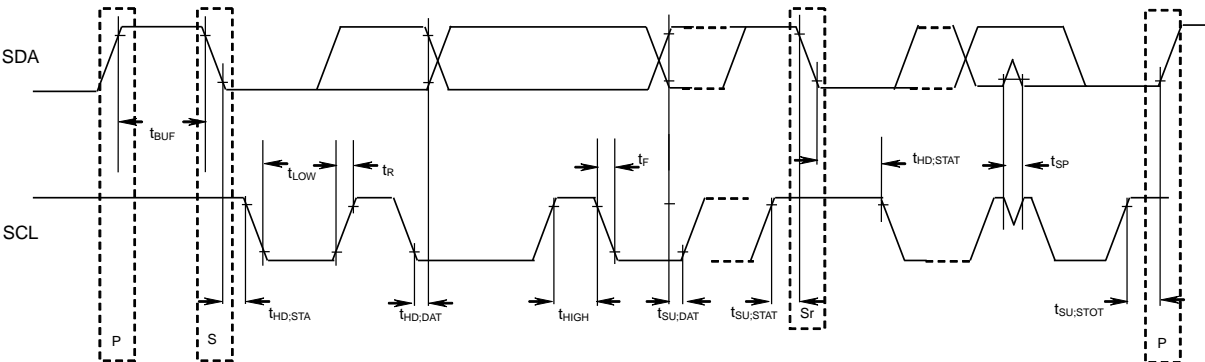 SDA
tBUF
tLOW
tR
tF
tHD;STAT
tSP
SCL
tHD;STA
tHD;DAT
tHIGH
tSU;DAT
tSU;STAT
Sr
tSU;STOT
P
S
P